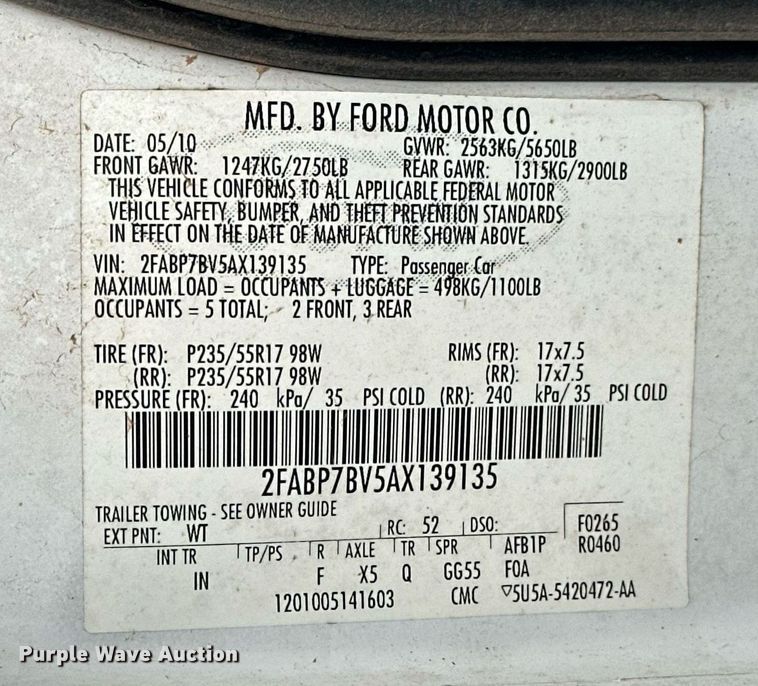 MFD. BY FORD MOTOR CO.
DATE: 05/10 GVWR: 2563KG/5650LB
FRONT GAWR: 1247KG/2750LB REAR GAWR: 1315KG/2900LB
THIS VEHICLE CONFORMS TO ALL APPLICABLE FEDERAL MOTOR
VEHICLE SAFETY, BUMPER, AND THEFT PREVENTION STANDARDS
IN EFFECT ON THE DATE OF MANUFACTURE SHOWN ABOVE.
VIN: 2FABP7BV5AX139135 TYPE: Passenger Car
MAXIMUM LOAD = OCCUPANTS + LUGGAGE = 498KG/1100LB
OCCUPANTS = 5 TOTAL; 2 FRONT, 3 REAR
TIRE (FR): P235/55R17 98W RIMS (FR): 17x7.5
(RR): P235/55R17 98W (RR): 17x7.5
PRESSURE (FR): 240 kPa/ 35 PSI COLD (RR): 240 kPa/ 35 PSI COLD
2FABP7BV5AX139135
TRAILER TOWING - SEE OWNER GUIDE
EXT PNT: WT RC: 52 DSO: F0265
INT TR TP/PS R AXLE TR SPR AFB1P R0460
IN F X5 Q GG55 F0A
1201005141603 CMC ▽5U5A-5420472-AA
Purple Wave Auction